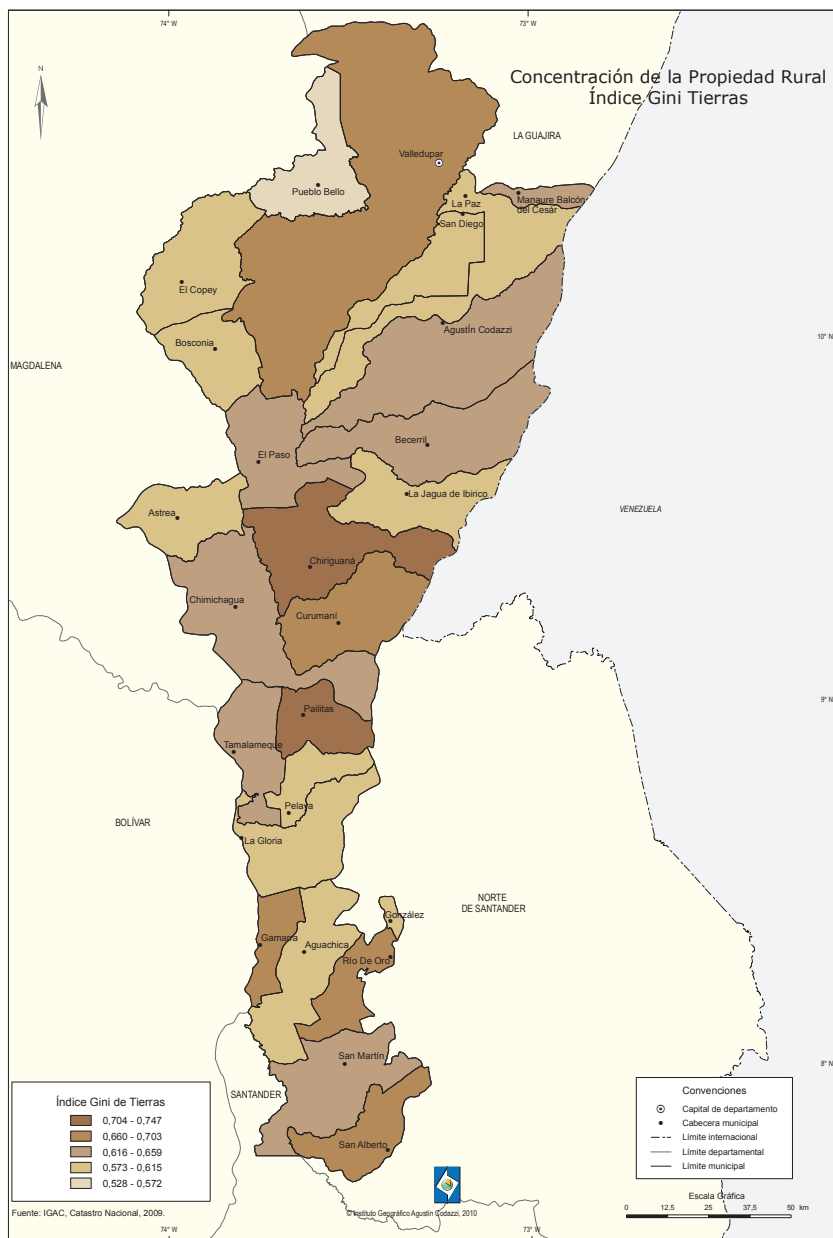 74° W
73° W
N
Concentración de la Propiedad Rural
Índice Gini Tierras
LA GUAJIRA
Valledupar
Pueblo Bello
La Paz
Manaure Balcón
del Cesár
San Diego
El Copey
Agustín Codazzi
Bosconia
10° N
MAGDALENA
Becerril
El Paso
La Jagua de Ibirico
Astrea
VENEZUELA
Chiriguaná
Chimichagua
Curumaní
9° N
Pailitas
Tamalameque
Pelaya
BOLÍVAR
La Gloria
NORTE
DE SANTANDER
González
Gamarra
Aguachica
Río De Oro
San Martín
8° N
SANTANDER
San Alberto
Índice Gini de Tierras
0,704 - 0,747
0,660 - 0,703
0,616 - 0,659
0,573 - 0,615
0,528 - 0,572
Convenciones
Capital de departamento
Cabecera municipal
Límite internacional
Límite departamental
Límite municipal
Escala Gráfica
0 12,5 25 37,5 50 km
Fuente: IGAC, Catastro Nacional, 2009.
© Instituto Geográfico Agustín Codazzi, 2010
74° W
73° W